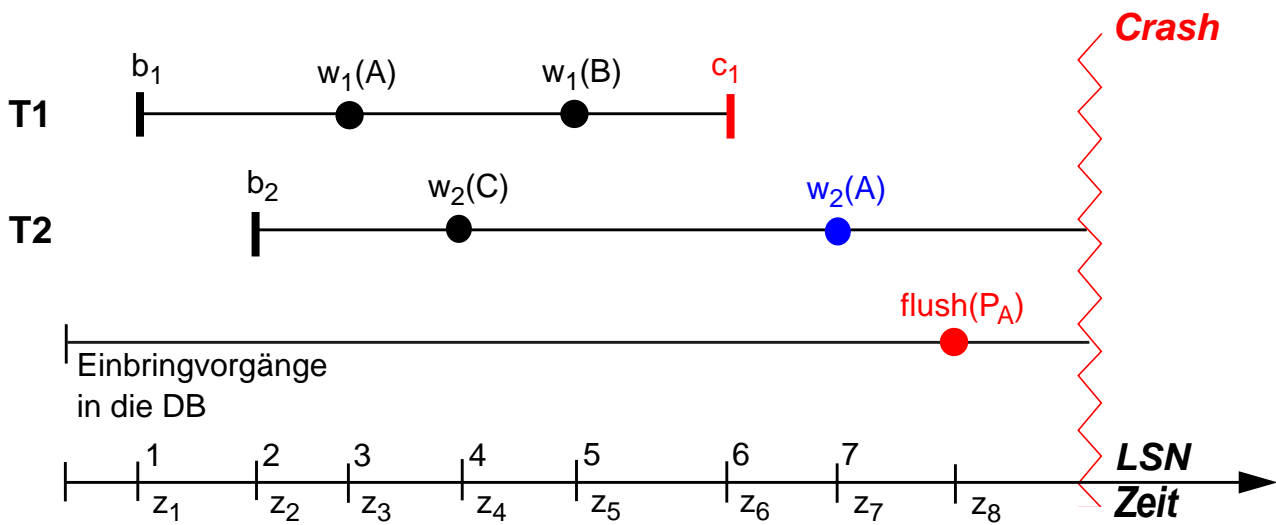 Crash
b1 w1(A) w1(B) c1
T1
b2 w2(C) w2(A)
T2
flush(PA)
Einbringvorgänge
in die DB
1 2 3 4 5 6 7 LSN
z1 z2 z3 z4 z5 z6 z7 z8 Zeit